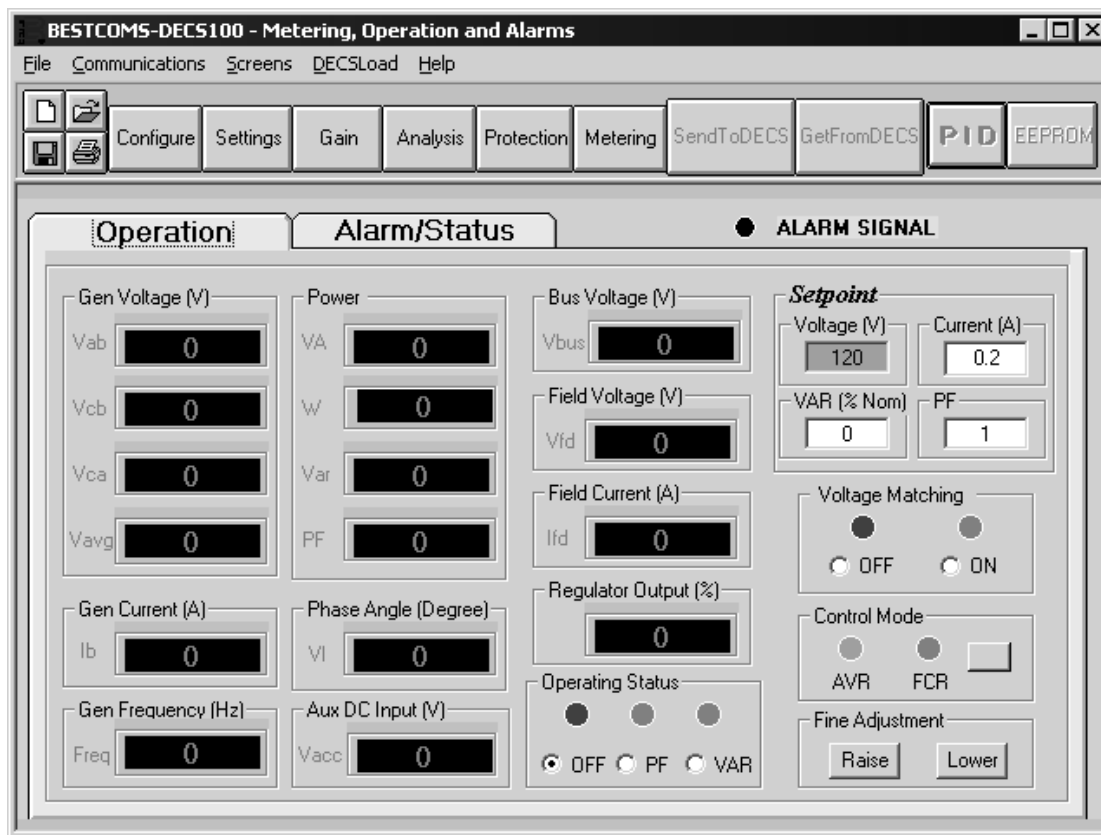 BESTCOMS-DECS100 - Metering, Operation and Alarms
File Communications Screens DECSLoad Help
Configure Settings Gain Analysis Protection Metering SendToDECS GetFromDECS PID EEPROM
Operation Alarm/Status ALARM SIGNAL
Gen Voltage (V)
Vab 0
Vcb 0
Vca 0
Vavg 0
Gen Current (A)
Ib 0
Gen Frequency (Hz)
Freq 0
Power
VA 0
W 0
Var 0
PF 0
Phase Angle (Degree)
VI 0
Aux DC Input (V)
Vacc 0
Bus Voltage (V)
Vbus 0
Field Voltage (V)
Vfd 0
Field Current (A)
Ifd 0
Regulator Output (%)
0
Operating Status
OFF PF VAR
Setpoint
Voltage (V) Current (A)
120 0.2
VAR (% Nom) PF
0 1
Voltage Matching
OFF ON
Control Mode
AVR FCR
Fine Adjustment
Raise Lower